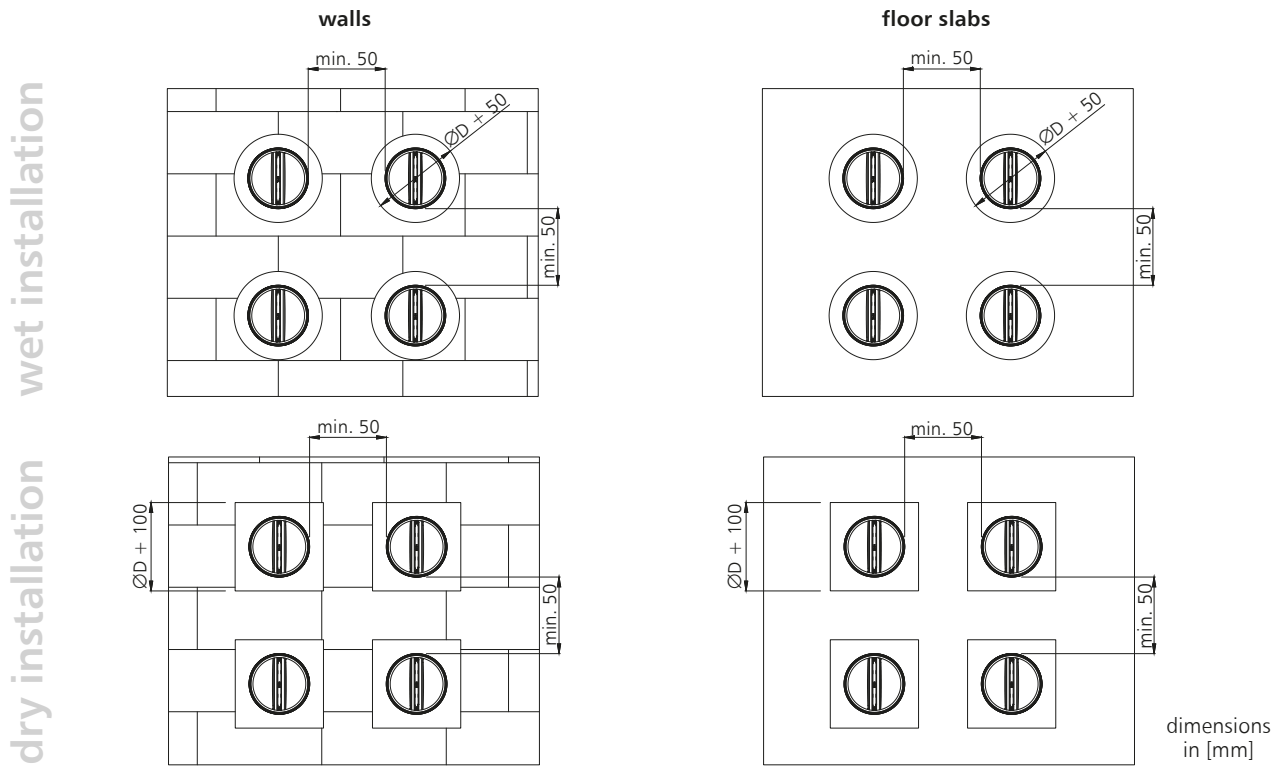 walls
floor slabs
wet installation
min. 50
ØD + 50
min. 50
min. 50
ØD + 50
min. 50
dry installation
min. 50
ØD + 100
min. 50
min. 50
ØD + 100
min. 50
dimensions
in [mm]